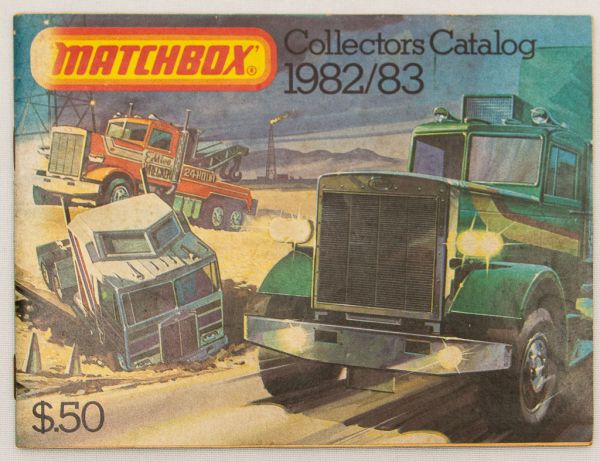 MATCHBOX®
Collectors Catalog
1982/83
24-HOUR
$.50